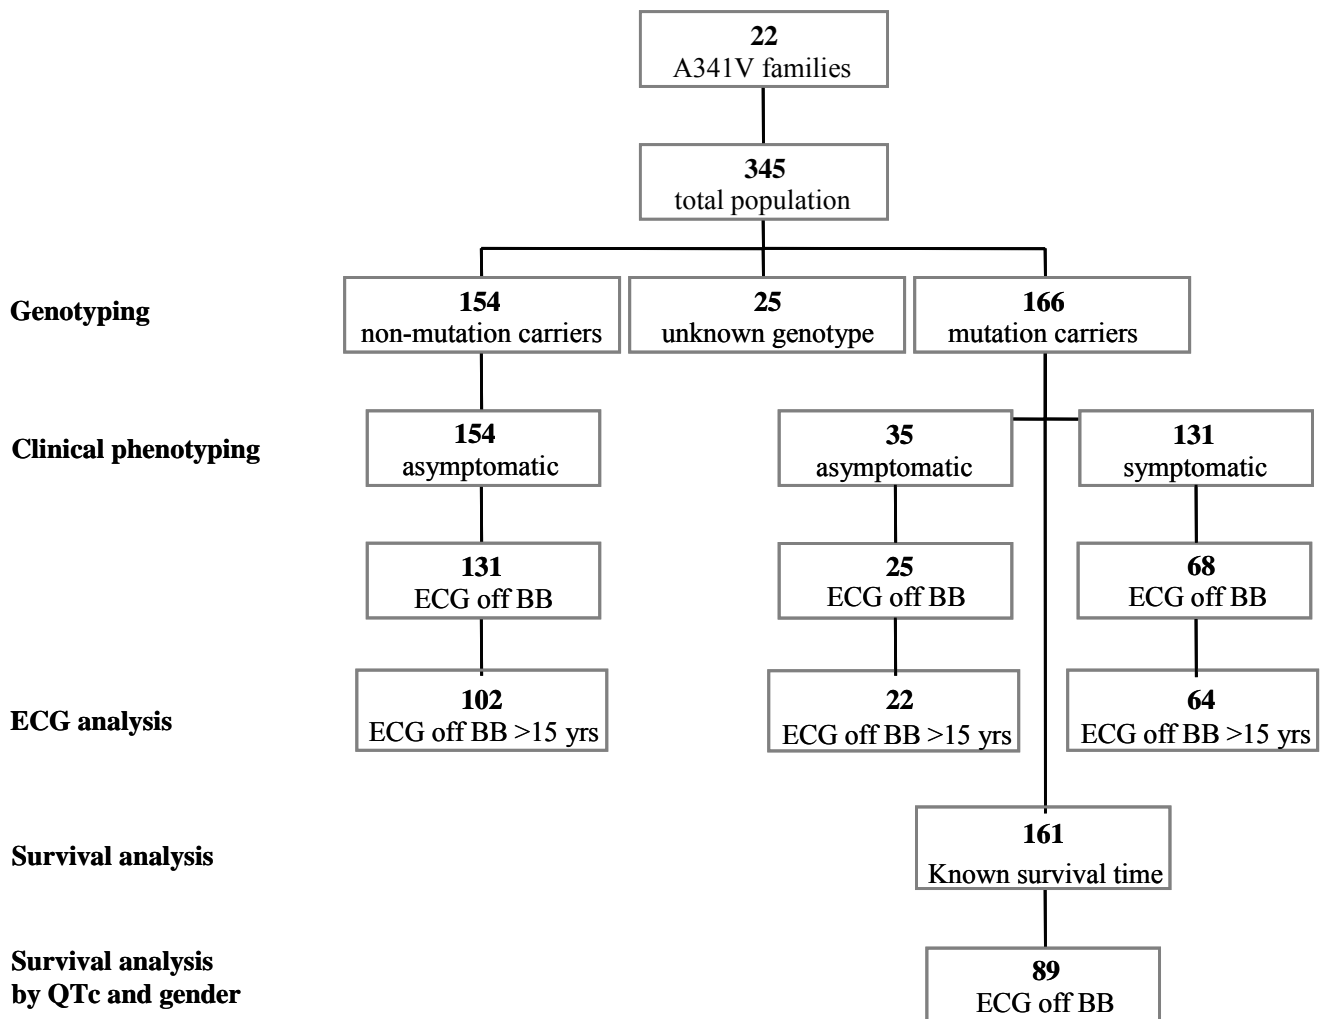 22
A341V families
345
total population
Genotyping
154
non-mutation carriers
25
unknown genotype
166
mutation carriers
Clinical phenotyping
154
asymptomatic
35
asymptomatic
131
symptomatic
131
ECG off BB
25
ECG off BB
68
ECG off BB
ECG analysis
102
ECG off BB >15 yrs
22
ECG off BB >15 yrs
64
ECG off BB >15 yrs
Survival analysis
161
Known survival time
Survival analysis
by QTc and gender
89
ECG off BB